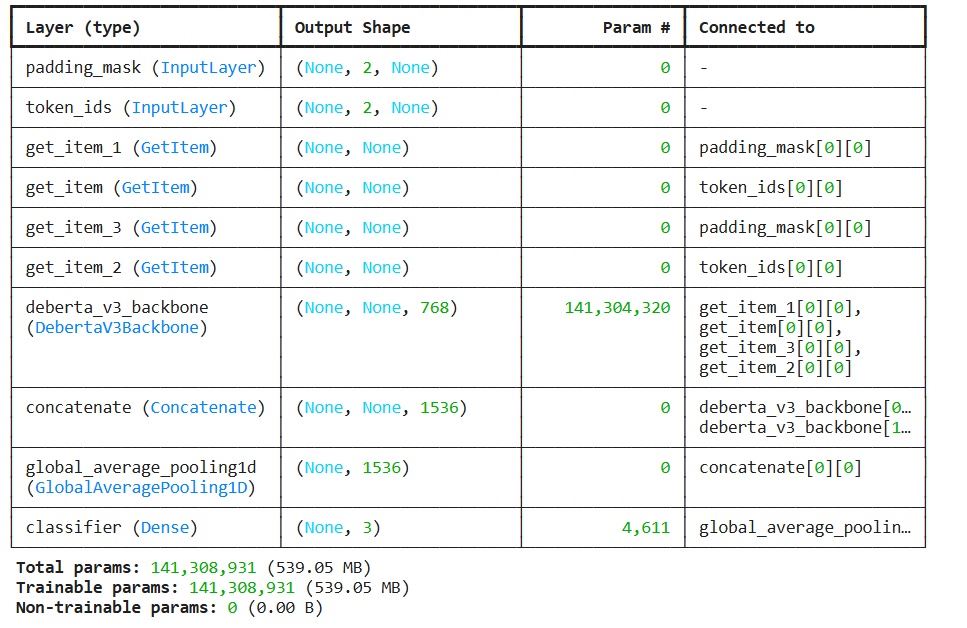 Layer (type) Output Shape Param # Connected to
padding_mask (InputLayer) (None, 2, None) 0 -
token_ids (InputLayer) (None, 2, None) 0 -
get_item_1 (GetItem) (None, None) 0 padding_mask[0][0]
get_item (GetItem) (None, None) 0 token_ids[0][0]
get_item_3 (GetItem) (None, None) 0 padding_mask[0][0]
get_item_2 (GetItem) (None, None) 0 token_ids[0][0]
deberta_v3_backbone (None, None, 768) 141,304,320 get_item_1[0][0],
(DebertaV3Backbone) get_item[0][0],
get_item_3[0][0],
get_item_2[0][0]
concatenate (Concatenate) (None, None, 1536) 0 deberta_v3_backbone[0…
deberta_v3_backbone[1…
global_average_pooling1d (None, 1536) 0 concatenate[0][0]
(GlobalAveragePooling1D)
classifier (Dense) (None, 3) 4,611 global_average_poolin…
Total params: 141,308,931 (539.05 MB)
Trainable params: 141,308,931 (539.05 MB)
Non-trainable params: 0 (0.00 B)